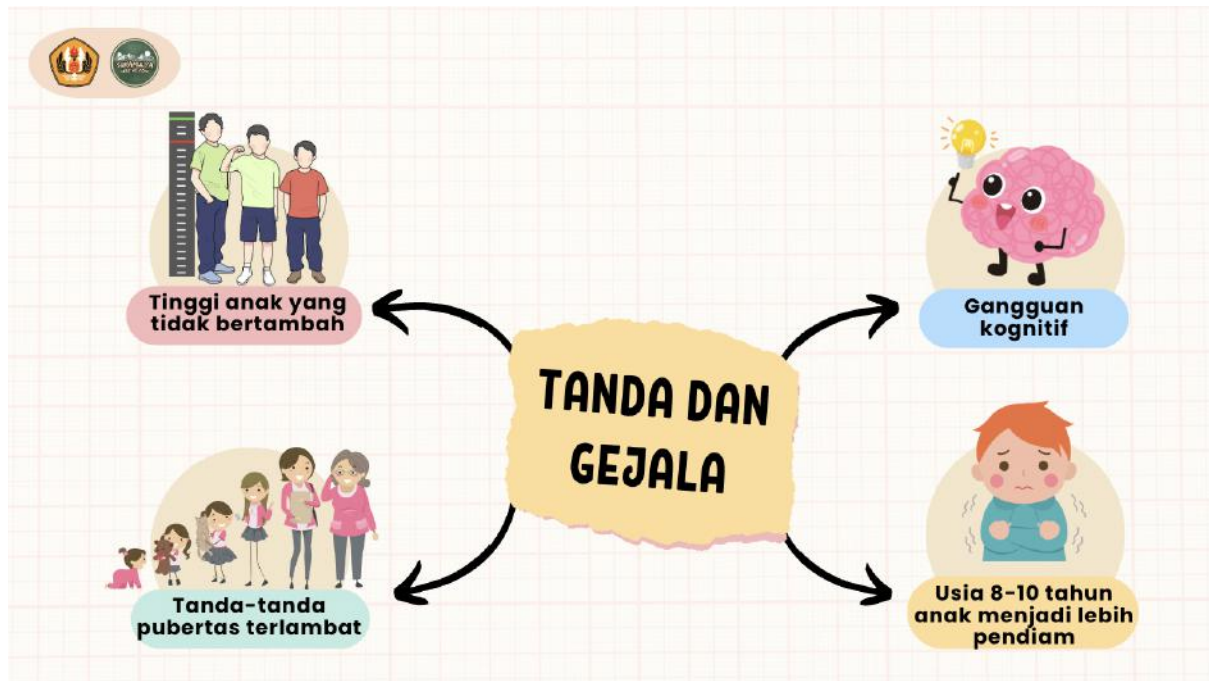 Tinggi anak yang
tidak bertambah
Gangguan
kognitif
TANDA DAN
GEJALA
Tanda-tanda
pubertas terlambat
Usia 8-10 tahun
anak menjadi lebih
pendiam